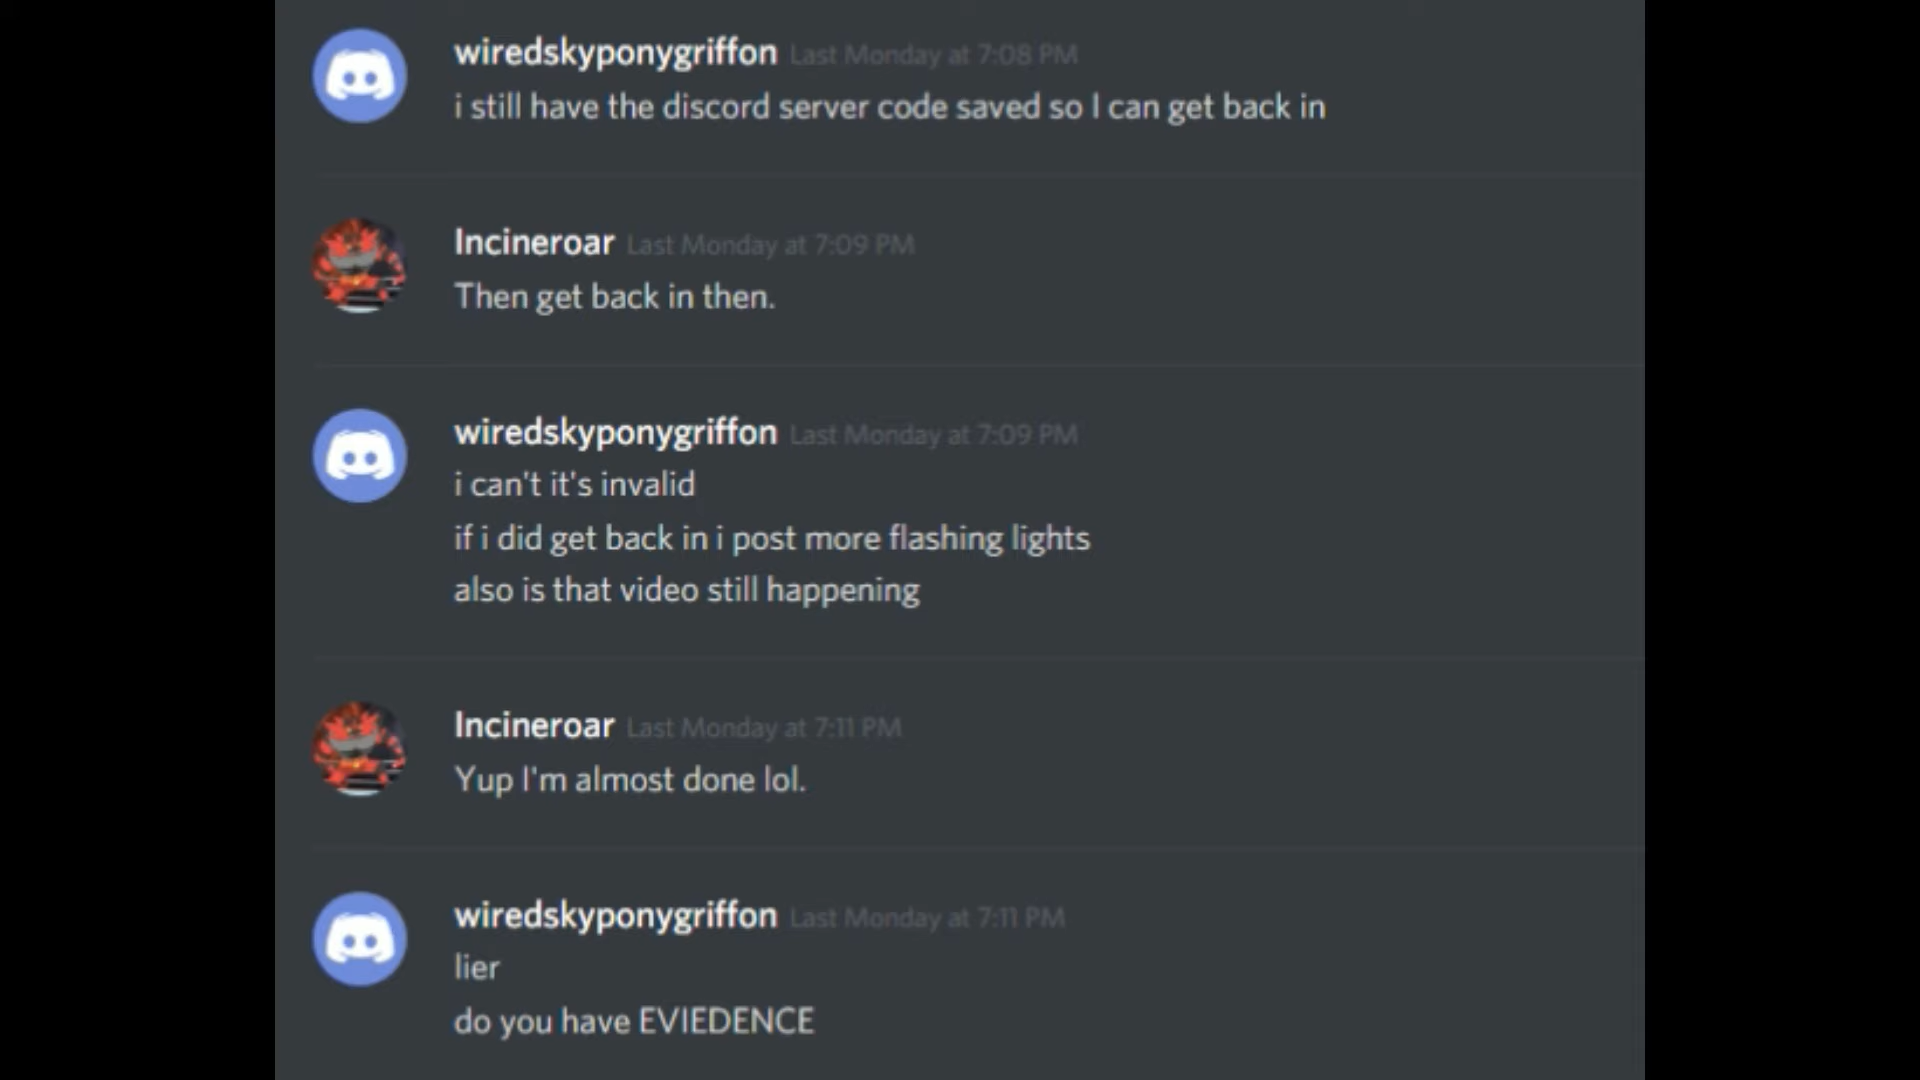 wiredskyponygriffon Last Monday at 7:08 PM
i still have the discord server code saved so I can get back in
Incineroar Last Monday at 7:09 PM
Then get back in then.
wiredskyponygriffon Last Monday at 7:09 PM
i can't it's invalid
if i did get back in i post more flashing lights
also is that video still happening
Incineroar Last Monday at 7:11 PM
Yup I'm almost done lol.
wiredskyponygriffon Last Monday at 7:11 PM
lier
do you have EVIEDENCE